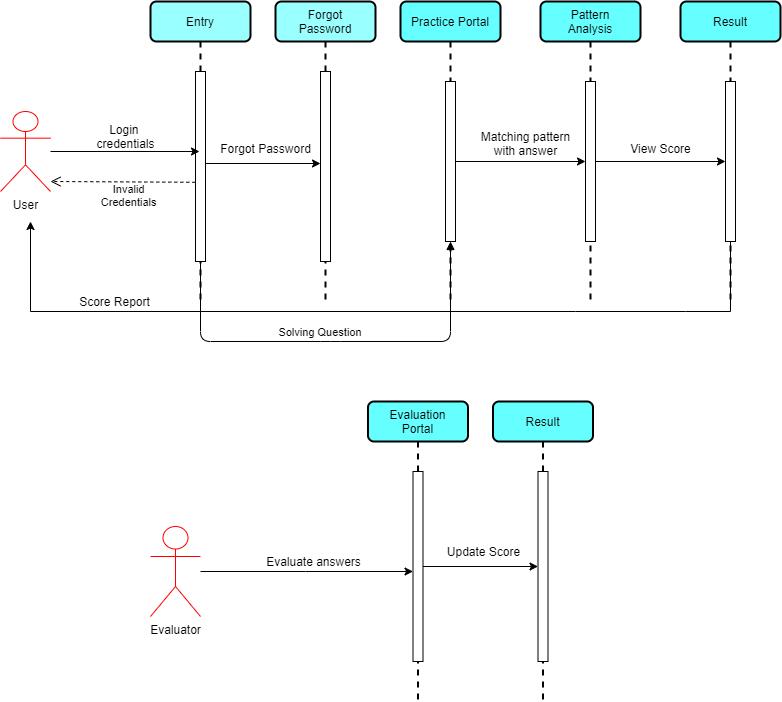 Entry
Forgot
Password
Practice Portal
Pattern
Analysis
Result
Login
credentials
Forgot Password
Matching pattern
with answer
View Score
Invalid
Credentials
User
Score Report
Solving Question
Evaluation
Portal
Result
Evaluate answers
Update Score
Evaluator